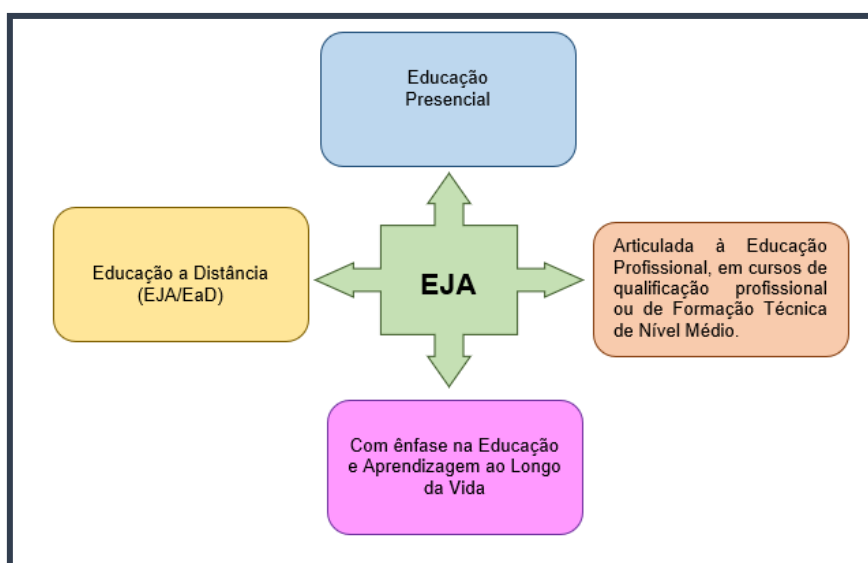 Educação
Presencial
Educação a Distância
(EJA/EaD)
EJA
Articulada à Educação
Profissional, em cursos de
qualificação profissional
ou de Formação Técnica
de Nível Médio.
Com ênfase na Educação
e Aprendizagem ao Longo
da Vida